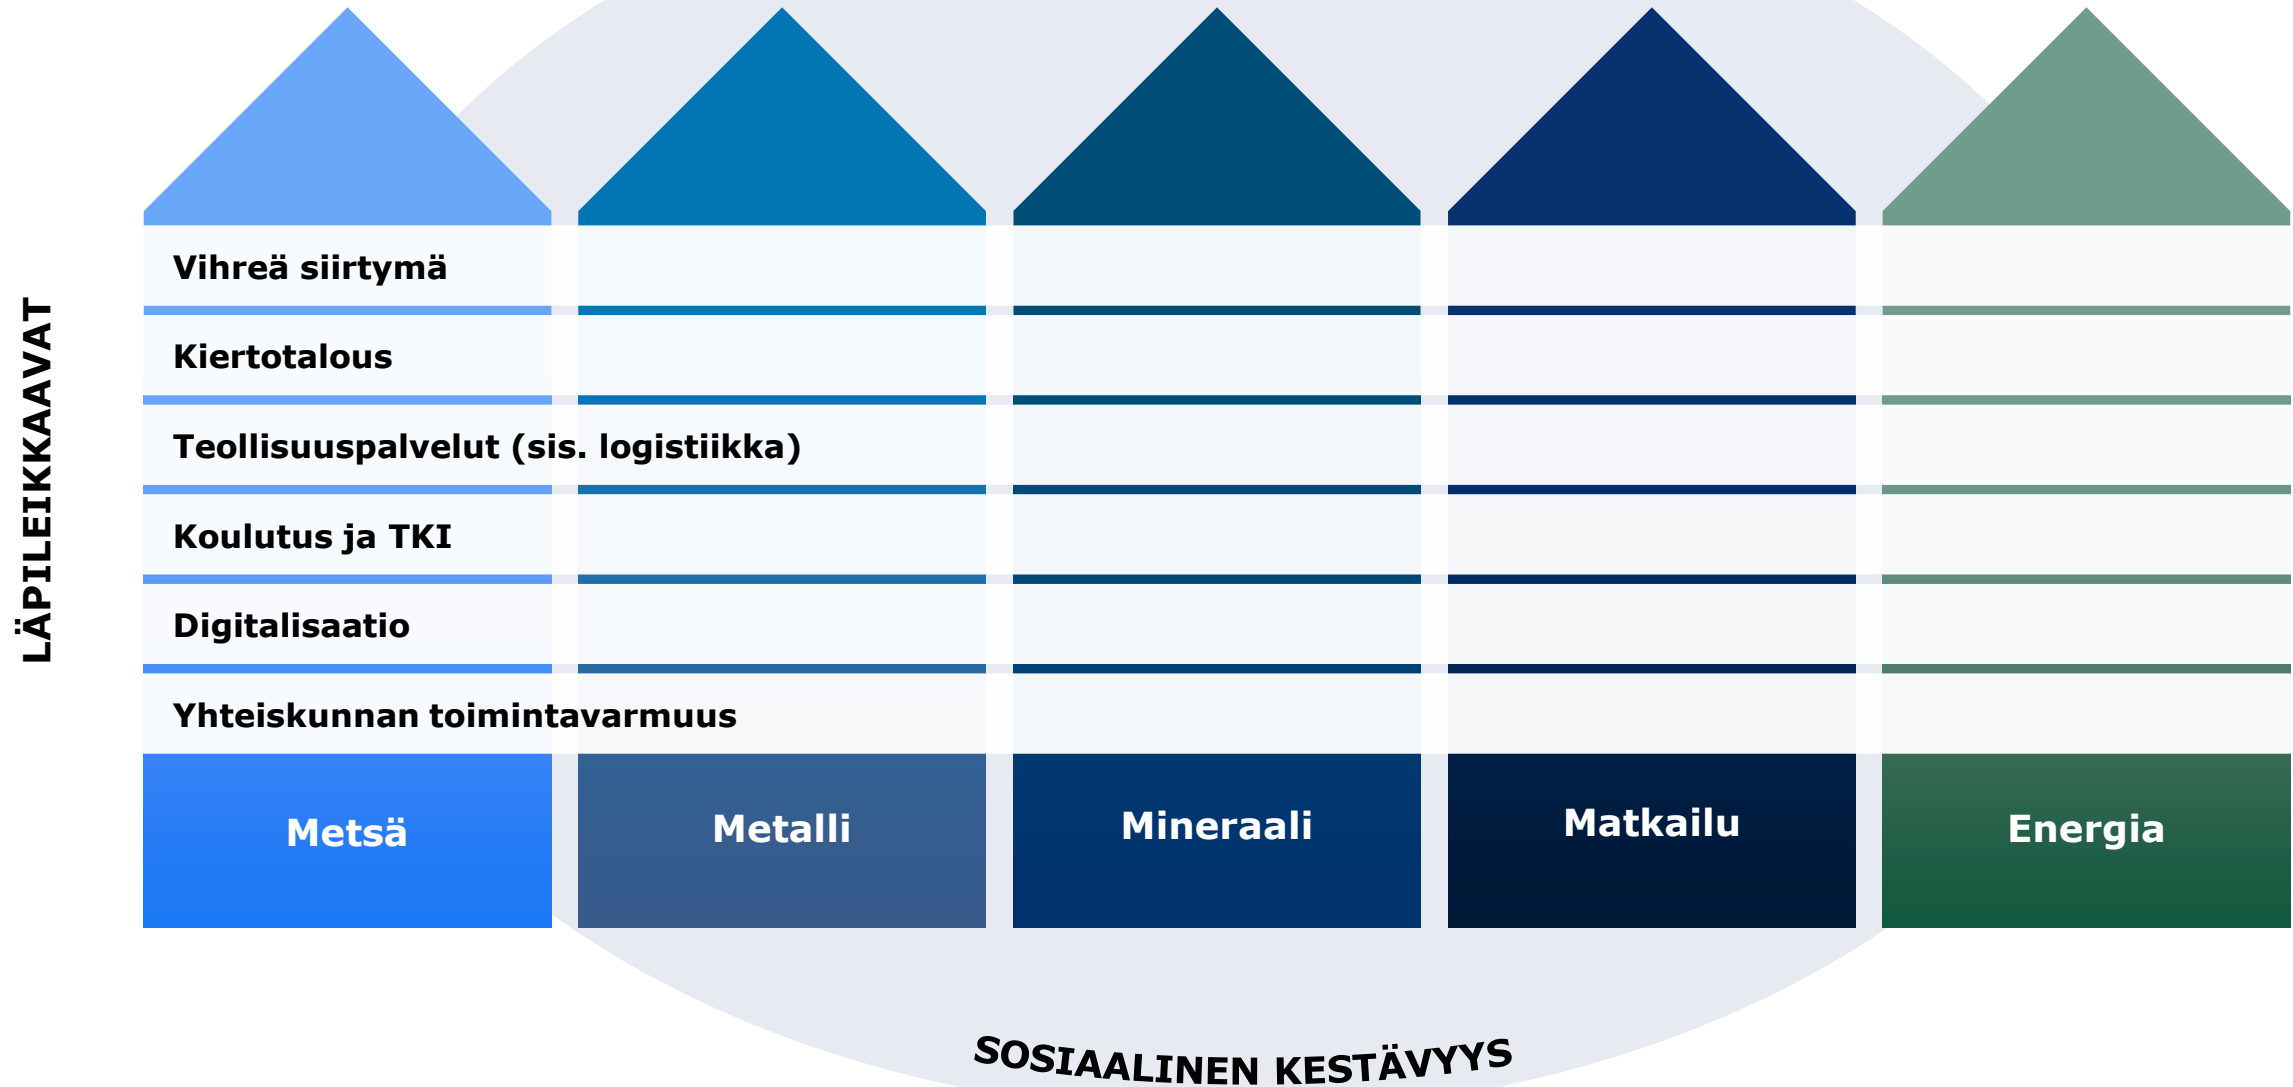 LÄPILEIKKAAVAT
Vihreä siirtymä
Kiertotalous
Teollisuuspalvelut (sis. logistiikka)
Koulutus ja TKI
Digitalisaatio
Yhteiskunnan toimintavarmuus
Metsä
Metalli
Mineraali
Matkailu
Energia
SOSIAALINEN KESTÄVYYS